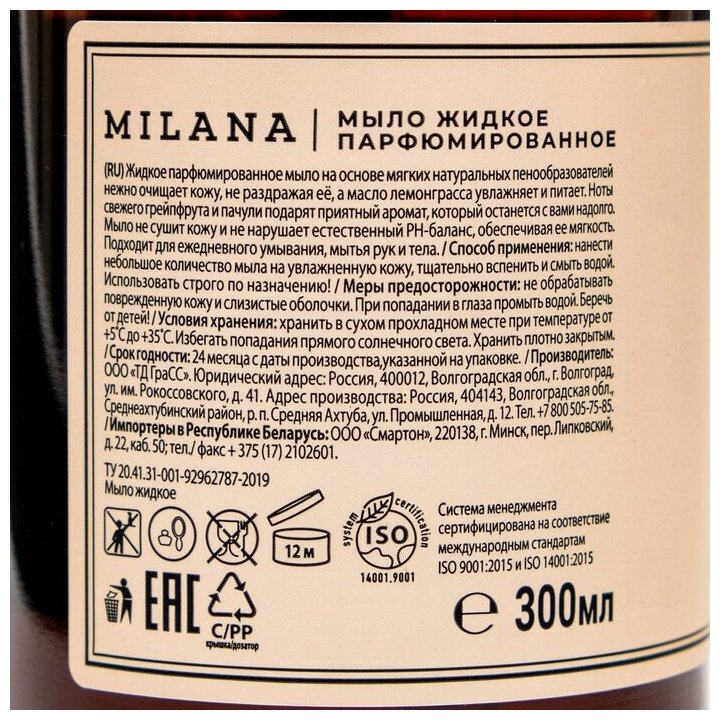 MILANA | МЫЛО ЖИДКОЕ
ПАРФЮМИРОВАННОЕ
(RU) Жидкое парфюмированное мыло на основе мягких натуральных пенообразователей
нежно очищает кожу, не раздражая её, а масло лемонграсса увлажняет и питает. Ноты
свежего грейпфрута и пачули подарят приятный аромат, который останется с вами надолго.
Мыло не сушит кожу и не нарушает естественный РН-баланс, обеспечивая ее мягкость.
Подходит для ежедневного умывания, мытья рук и тела. / Способ применения: нанести
небольшое количество мыла на увлажненную кожу, тщательно вспенить и смыть водой.
Использовать строго по назначению! / Меры предосторожности: не обрабатывать
поврежденную кожу и слизистые оболочки. При попадании в глаза промыть водой. Беречь
от детей! / Условия хранения: хранить в сухом прохладном месте при температуре от
+5°С до +35°С. Избегать попадания прямого солнечного света. Хранить плотно закрытым.
/ Срок годности: 24 месяца с даты производства,указанной на упаковке. / Производитель:
ООО «ТД ГраСС». Юридический адрес: Россия, 400012, Волгоградская обл., г. Волгоград,
ул. им. Рокоссовского, д. 41. Адрес производства: Россия, 404143, Волгоградская обл.,
Среднеахтубинский район, р. п. Средняя Ахтуба, ул. Промышленная, д. 12. Тел. +7 800 505-75-85.
/Импортеры в Республике Беларусь: ООО «Смартон», 220138, г. Минск, пер. Липковский,
д. 22, каб. 50; тел./ факс + 375 (17) 2102601.
ТУ 20.41.31-001-92962787-2019
Мыло жидкое
12 м
system certification
ISO
14001.9001
Система менеджмента
сертифицирована на соответствие
международным стандартам
ISO 9001:2015 и ISO 14001:2015
EAC
C/PP
крышка/дозатор
℮ 300мл